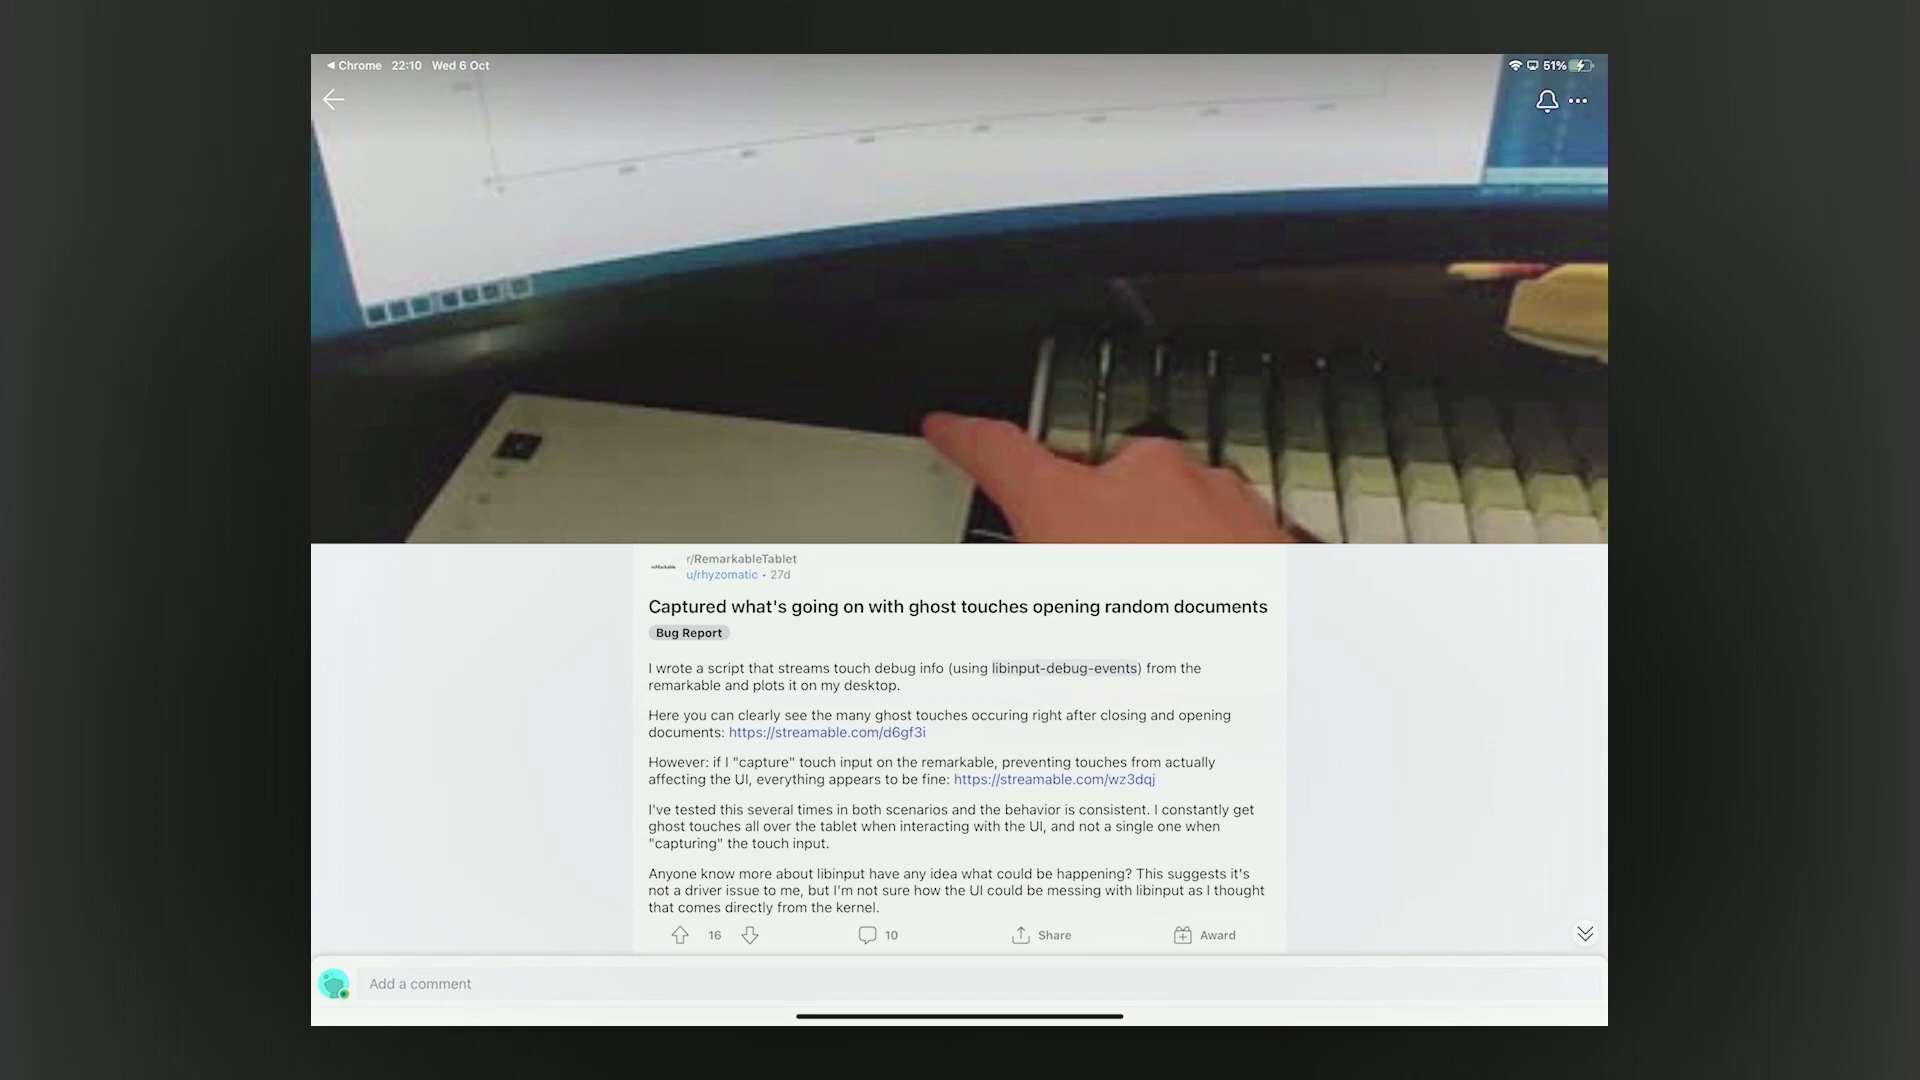 ◀ Chrome 22:10 Wed 6 Oct
51%
r/RemarkableTablet
u/rhyzomatic • 27d
Captured what's going on with ghost touches opening random documents
Bug Report
I wrote a script that streams touch debug info (using libinput-debug-events) from the
remarkable and plots it on my desktop.
Here you can clearly see the many ghost touches occuring right after closing and opening
documents: https://streamable.com/d6gf3i
However: if I "capture" touch input on the remarkable, preventing touches from actually
affecting the UI, everything appears to be fine: https://streamable.com/wz3dqj
I've tested this several times in both scenarios and the behavior is consistent. I constantly get
ghost touches all over the tablet when interacting with the UI, and not a single one when
"capturing" the touch input.
Anyone know more about libinput have any idea what could be happening? This suggests it's
not a driver issue to me, but I'm not sure how the UI could be messing with libinput as I thought
that comes directly from the kernel.
16
10
Share
Award
Add a comment